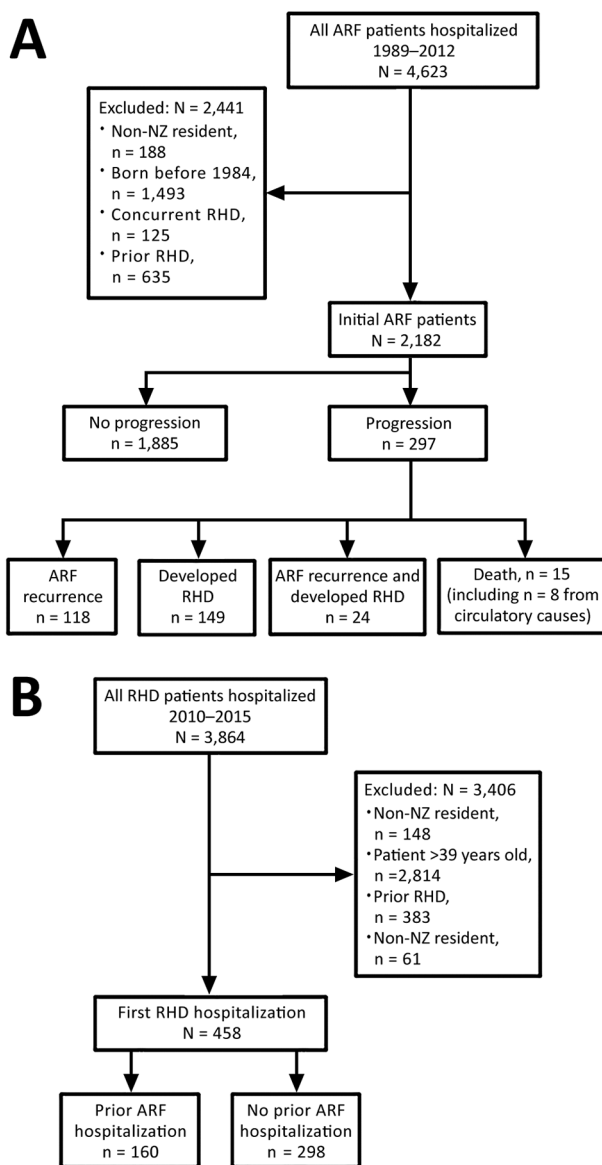 A
All ARF patients hospitalized
1989–2012
N = 4,623
Excluded: N = 2,441
• Non-NZ resident,
n = 188
• Born before 1984,
n = 1,493
• Concurrent RHD,
n = 125
• Prior RHD,
n = 635
Initial ARF patients
N = 2,182
No progression
n = 1,885
Progression
n = 297
ARF
recurrence
n = 118
Developed
RHD
n = 149
ARF recurrence and
developed RHD
n = 24
Death, n = 15
(including n = 8 from
circulatory causes)
B
All RHD patients hospitalized
2010–2015
N = 3,864
Excluded: N = 3,406
•Non-NZ resident,
n = 148
•Patient >39 years old,
n =2,814
•Prior RHD,
n = 383
•Non-NZ resident,
n = 61
First RHD hospitalization
N = 458
Prior ARF
hospitalization
n = 160
No prior ARF
hospitalization
n = 298